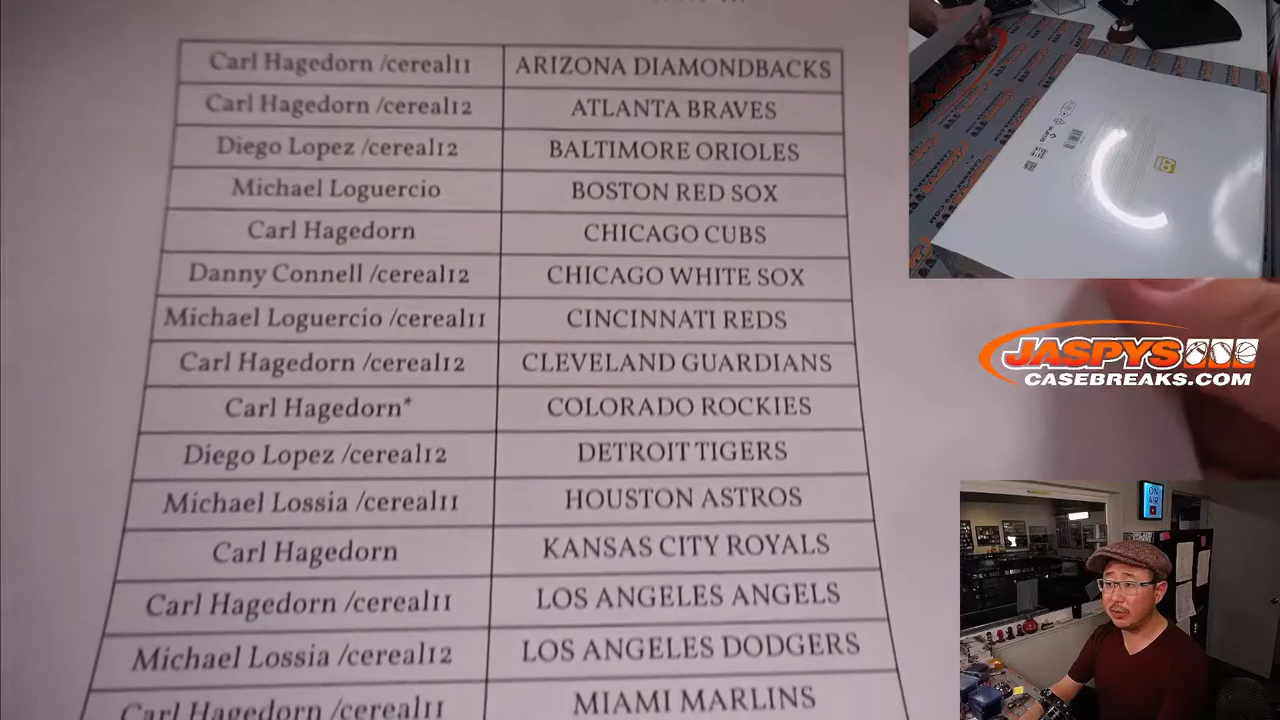 Carl Hagedorn /cereal11 ARIZONA DIAMONDBACKS
Carl Hagedorn /cereal12 ATLANTA BRAVES
Diego Lopez /cereal12 BALTIMORE ORIOLES
Michael Loguercio BOSTON RED SOX
Carl Hagedorn CHICAGO CUBS
Danny Connell /cereal12 CHICAGO WHITE SOX
Michael Loguercio /cereal11 CINCINNATI REDS
Carl Hagedorn /cereal12 CLEVELAND GUARDIANS
Carl Hagedorn* COLORADO ROCKIES
Diego Lopez /cereal12 DETROIT TIGERS
Michael Lossia /cereal11 HOUSTON ASTROS
Carl Hagedorn KANSAS CITY ROYALS
Carl Hagedorn /cereal11 LOS ANGELES ANGELS
Michael Lossia /cereal12 LOS ANGELES DODGERS
Carl Hagedorn /cereal11 MIAMI MARLINS
JASPYS
CASEBREAKS.COM
ON
AIR